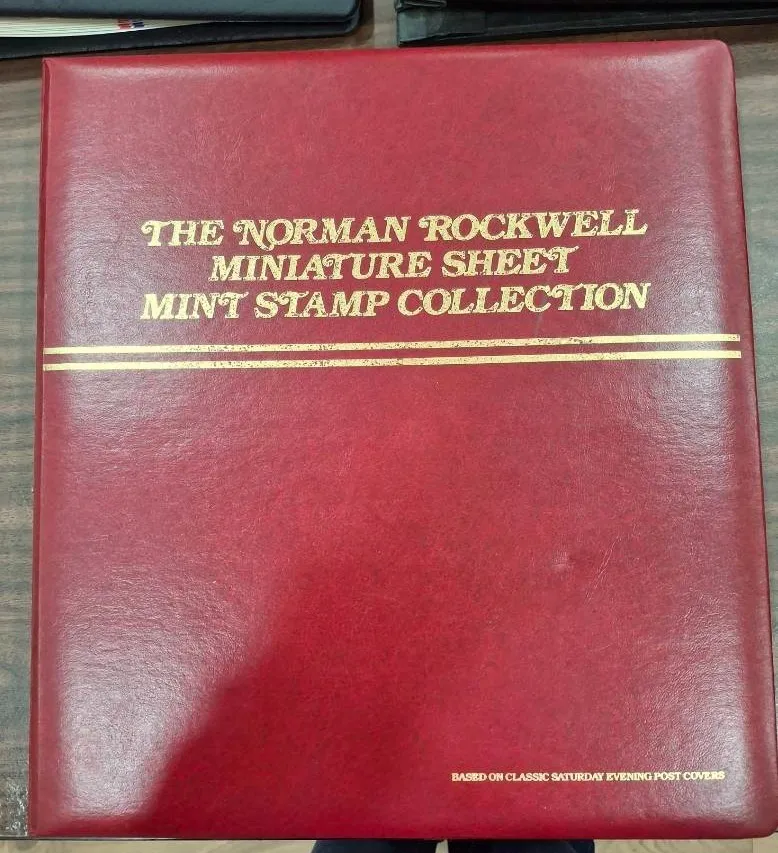 THE NORMAN ROCKWELL
MINIATURE SHEET
MINT STAMP COLLECTION
BASED ON CLASSIC SATURDAY EVENING POST COVERS